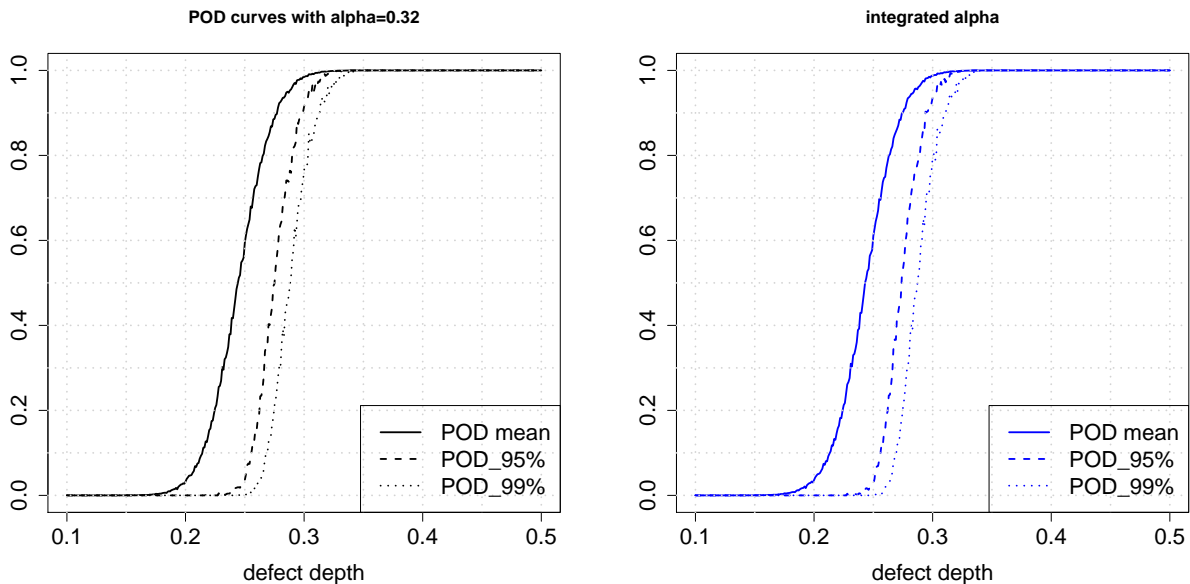 POD curves with alpha=0.32
1.0
0.8
0.6
0.4
0.2
0.0
POD mean
POD_95%
POD_99%
0.1 0.2 0.3 0.4 0.5
defect depth
integrated alpha
1.0
0.8
0.6
0.4
0.2
0.0
POD mean
POD_95%
POD_99%
0.1 0.2 0.3 0.4 0.5
defect depth